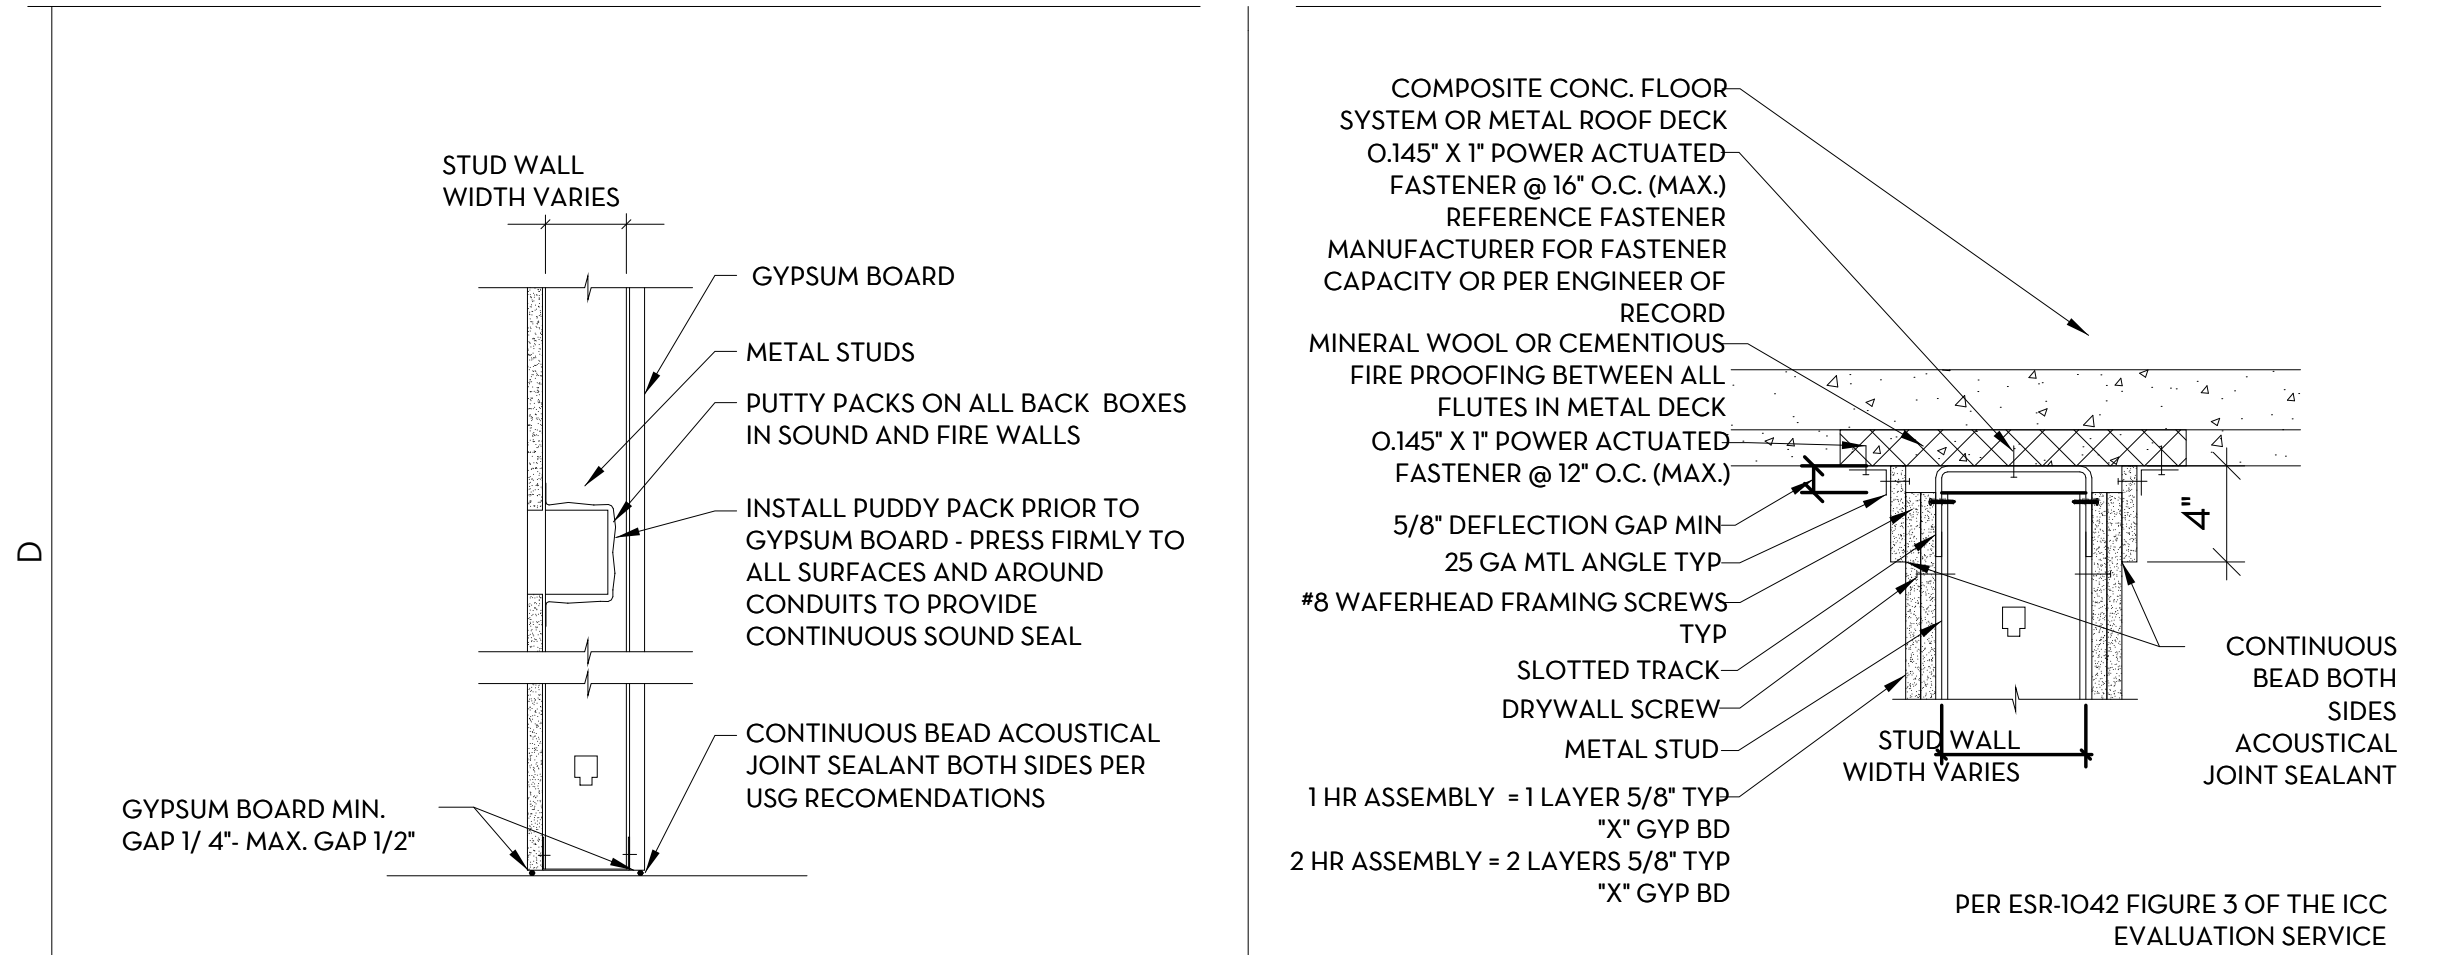 D
STUD WALL
WIDTH VARIES
GYPSUM BOARD
METAL STUDS
PUTTY PACKS ON ALL BACK BOXES
IN SOUND AND FIRE WALLS
INSTALL PUDDY PACK PRIOR TO
GYPSUM BOARD - PRESS FIRMLY TO
ALL SURFACES AND AROUND
CONDUITS TO PROVIDE
CONTINUOUS SOUND SEAL
CONTINUOUS BEAD ACOUSTICAL
JOINT SEALANT BOTH SIDES PER
USG RECOMENDATIONS
GYPSUM BOARD MIN.
GAP 1/ 4"- MAX. GAP 1/2"
COMPOSITE CONC. FLOOR
SYSTEM OR METAL ROOF DECK
0.145" X 1" POWER ACTUATED
FASTENER @ 16" O.C. (MAX.)
REFERENCE FASTENER
MANUFACTURER FOR FASTENER
CAPACITY OR PER ENGINEER OF
RECORD
MINERAL WOOL OR CEMENTIOUS
FIRE PROOFING BETWEEN ALL
FLUTES IN METAL DECK
0.145" X 1" POWER ACTUATED
FASTENER @ 12" O.C. (MAX.)
5/8" DEFLECTION GAP MIN
25 GA MTL ANGLE TYP
#8 WAFERHEAD FRAMING SCREWS
TYP
SLOTTED TRACK
DRYWALL SCREW
METAL STUD
1 HR ASSEMBLY = 1 LAYER 5/8" TYP
"X" GYP BD
2 HR ASSEMBLY = 2 LAYERS 5/8" TYP
"X" GYP BD
4"
STUD WALL
WIDTH VARIES
CONTINUOUS
BEAD BOTH
SIDES
ACOUSTICAL
JOINT SEALANT
PER ESR-1042 FIGURE 3 OF THE ICC
EVALUATION SERVICE